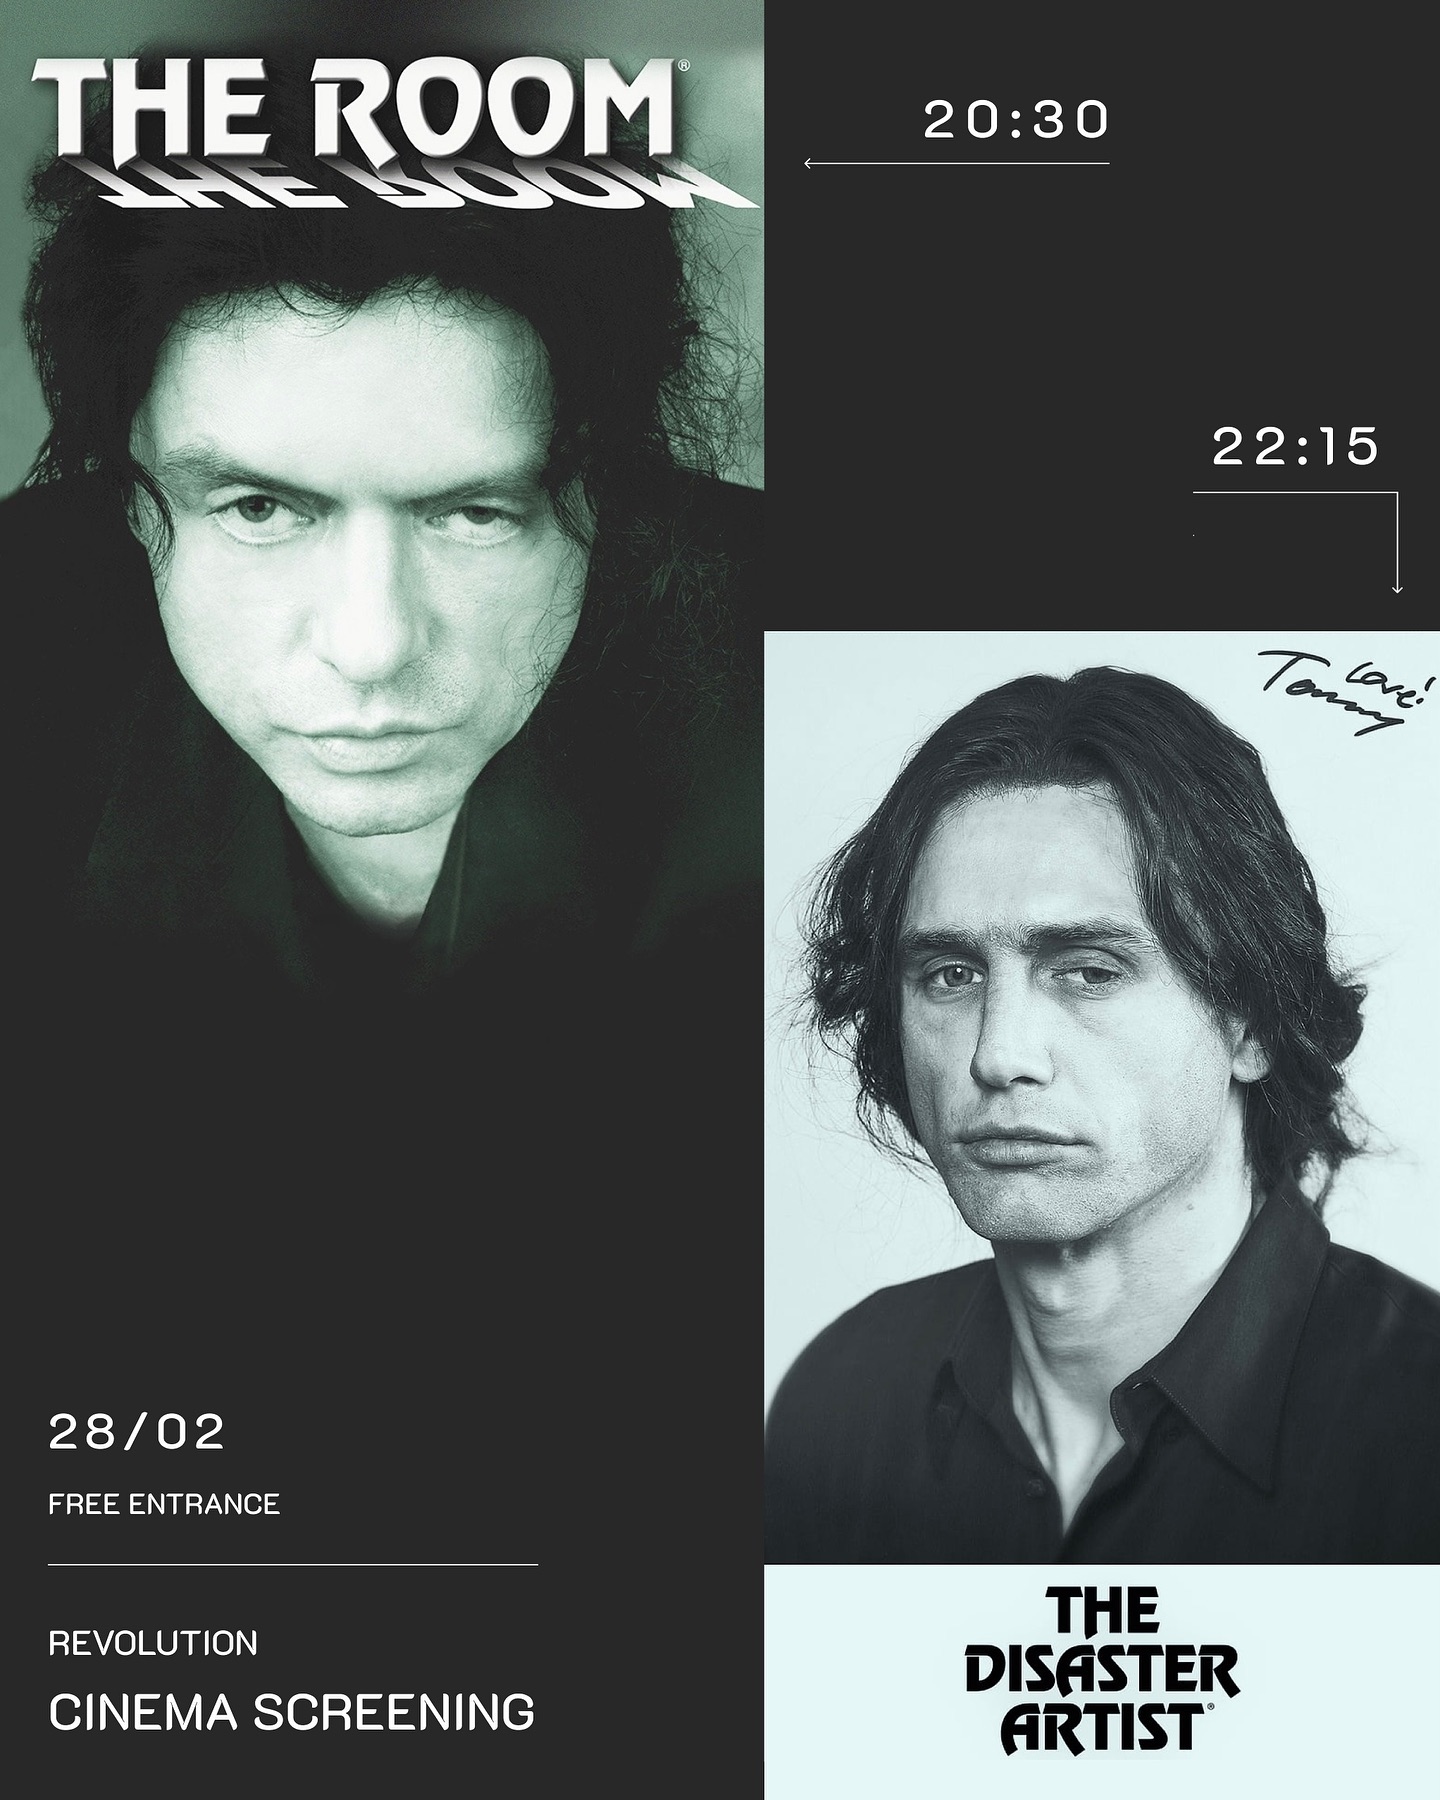 THE ROOM®
THE ROOM
20:30
22:15
Love!
Tommy
28/02
FREE ENTRANCE
REVOLUTION
CINEMA SCREENING
THE
DISASTER
ARTIST®